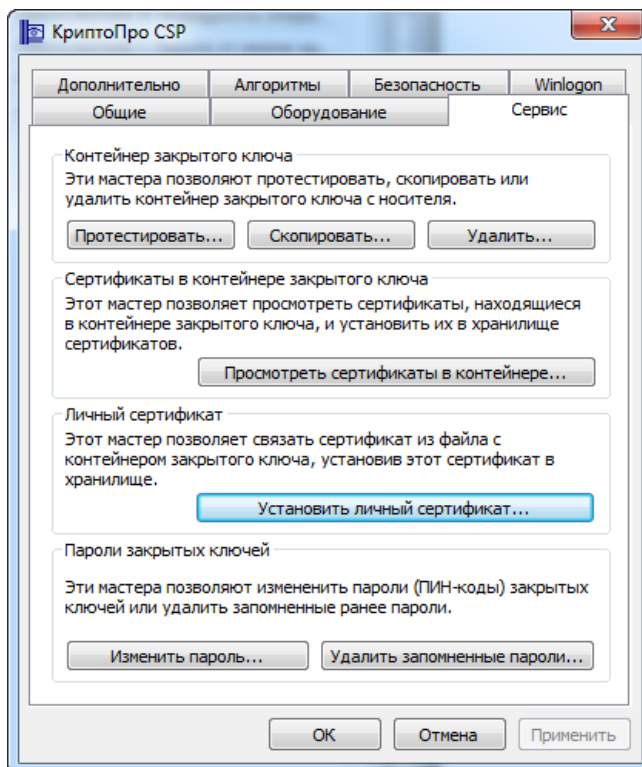 КриптоПро CSP
Дополнительно Алгоритмы Безопасность Winlogon
Общие Оборудование Сервис
Контейнер закрытого ключа
Эти мастера позволяют протестировать, скопировать или
удалить контейнер закрытого ключа с носителя.
Протестировать... Скопировать... Удалить...
Сертификаты в контейнере закрытого ключа
Этот мастер позволяет просмотреть сертификаты, находящиеся
в контейнере закрытого ключа, и установить их в хранилище
сертификатов.
Просмотреть сертификаты в контейнере...
Личный сертификат
Этот мастер позволяет связать сертификат из файла с
контейнером закрытого ключа, установив этот сертификат в
хранилище.
Установить личный сертификат...
Пароли закрытых ключей
Эти мастера позволяют измененить пароли (ПИН-коды) закрытых
ключей или удалить запомненные ранее пароли.
Изменить пароль... Удалить запомненные пароли...
ОК Отмена Применить